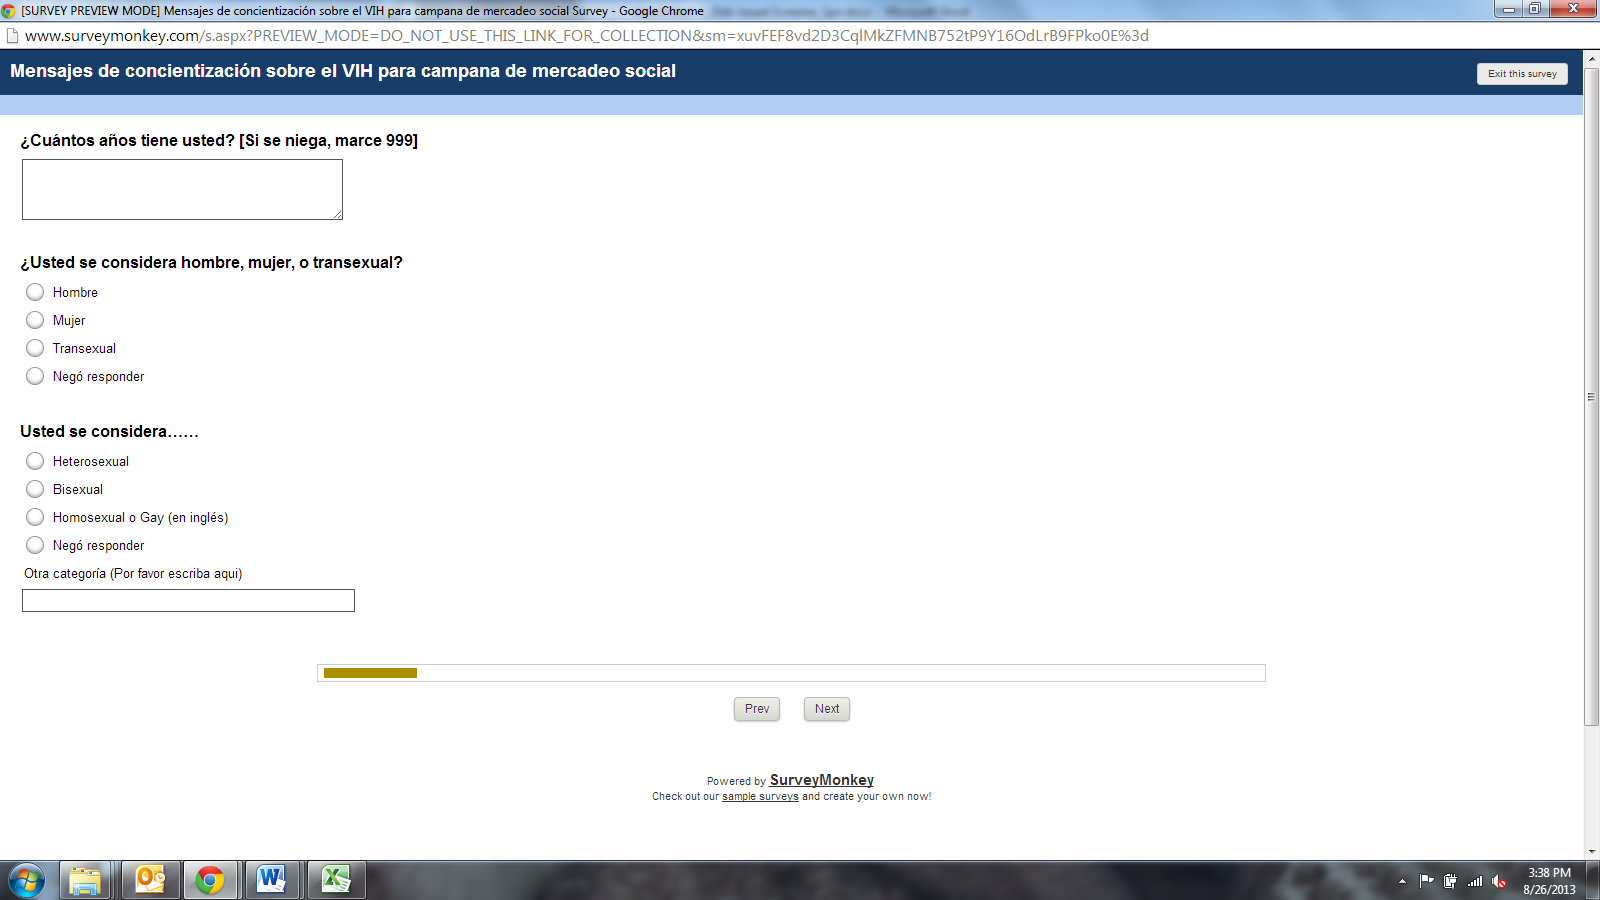 [SURVEY PREVIEW MODE] Mensajes de concientización sobre el VIH para campana de mercadeo social Survey - Google Chrome
www.surveymonkey.com/s.aspx?PREVIEW_MODE=DO_NOT_USE_THIS_LINK_FOR_COLLECTION&sm=xuvFEF8vd2D3CqlMkZFMNB752tP9Y16OdLrB9FPko0E%3d
Mensajes de concientización sobre el VIH para campana de mercadeo social
Exit this survey
¿Cuántos años tiene usted? [Si se niega, marce 999]
¿Usted se considera hombre, mujer, o transexual?
Hombre
Mujer
Transexual
Negó responder
Usted se considera……
Heterosexual
Bisexual
Homosexual o Gay (en inglés)
Negó responder
Otra categoría (Por favor escriba aqui)
Prev Next
Powered by SurveyMonkey
Check out our sample surveys and create your own now!
3:38 PM
8/26/2013